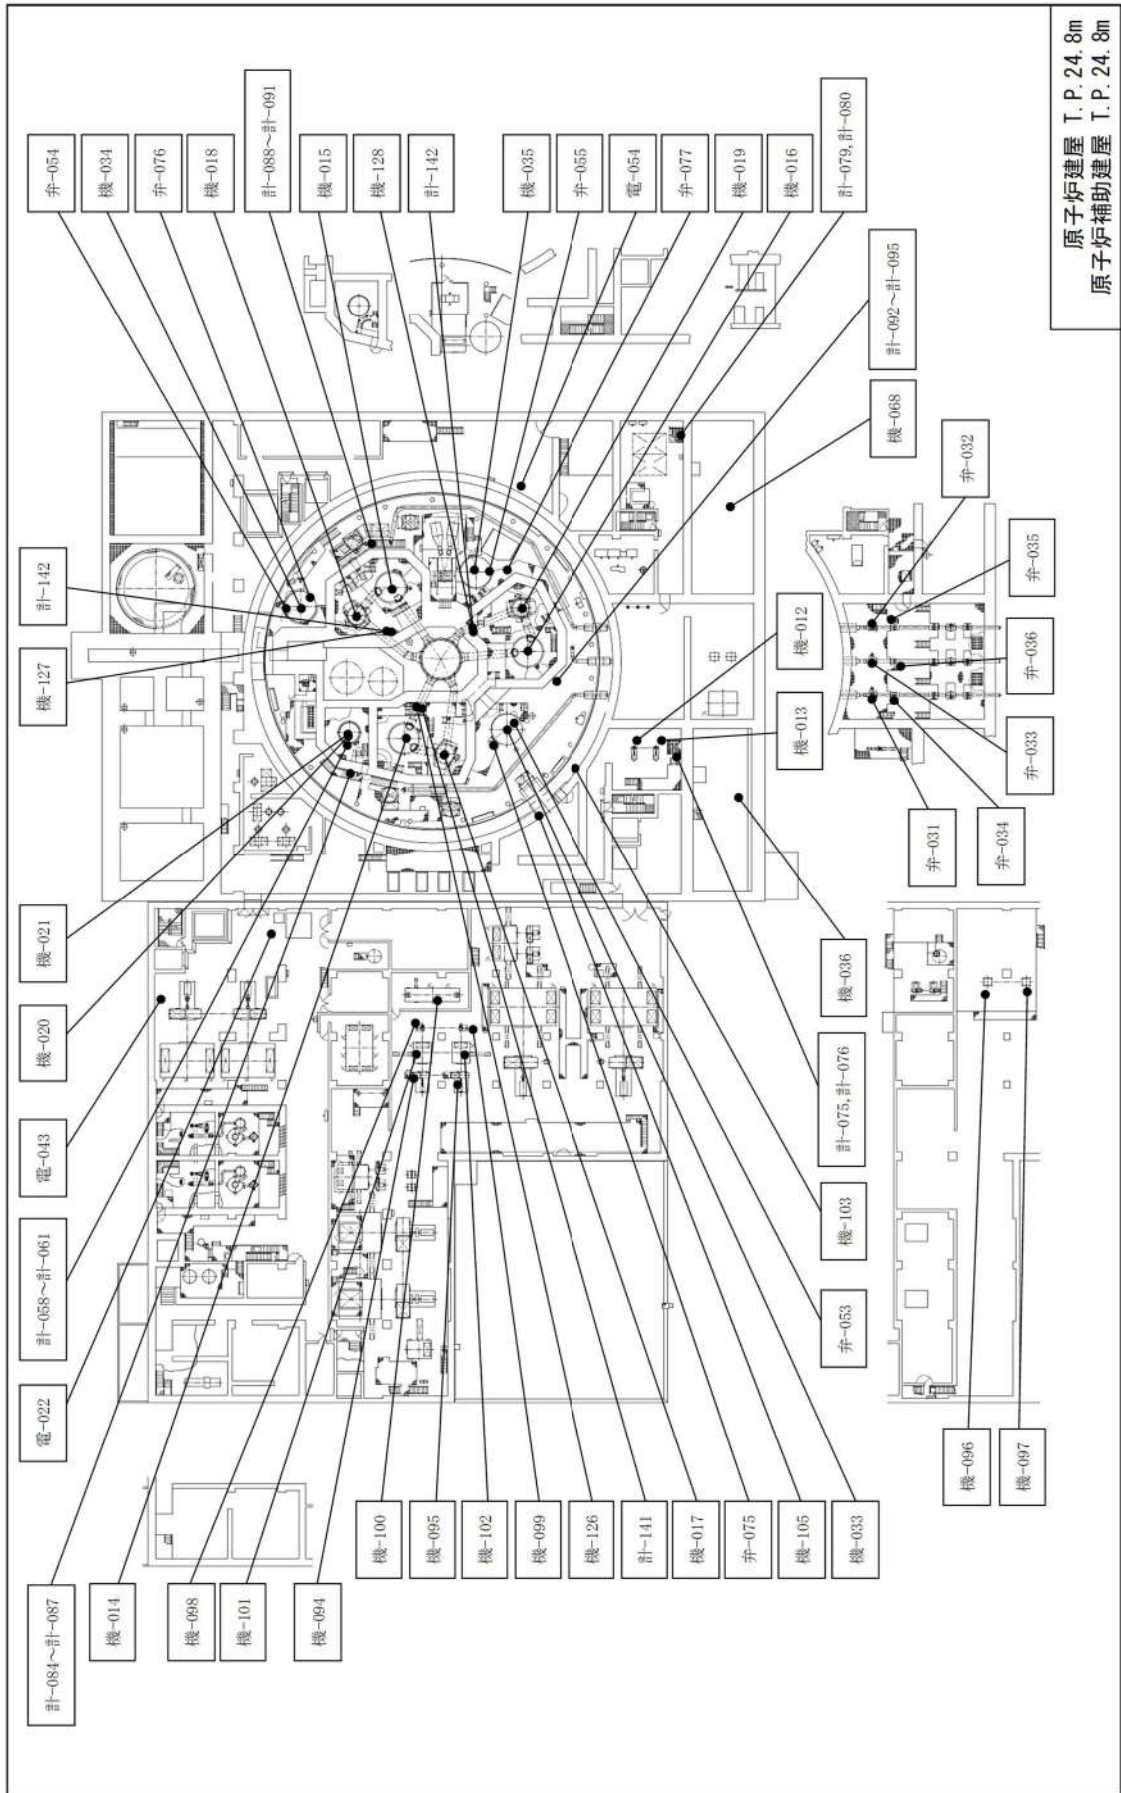 原子炉建屋 T.P.24.8m
原子炉補助建屋 T.P.24.8m
弁-054
機-034
弁-076
機-018
計-088～計-091
機-015
機-128
計-142
機-035
弁-055
電-054
弁-077
機-019
機-016
計-079,計-080
計-092～計-095
機-068
弁-032
弁-035
弁-036
弁-033
弁-034
弁-031
計-142
機-127
機-012
機-013
機-021
機-020
電-043
計-058～計-061
電-022
計-084～計-087
機-014
機-098
機-101
機-094
機-100
機-095
機-102
機-099
機-126
計-141
機-017
弁-075
機-105
機-033
弁-053
機-103
計-075,計-076
機-036
機-096
機-097